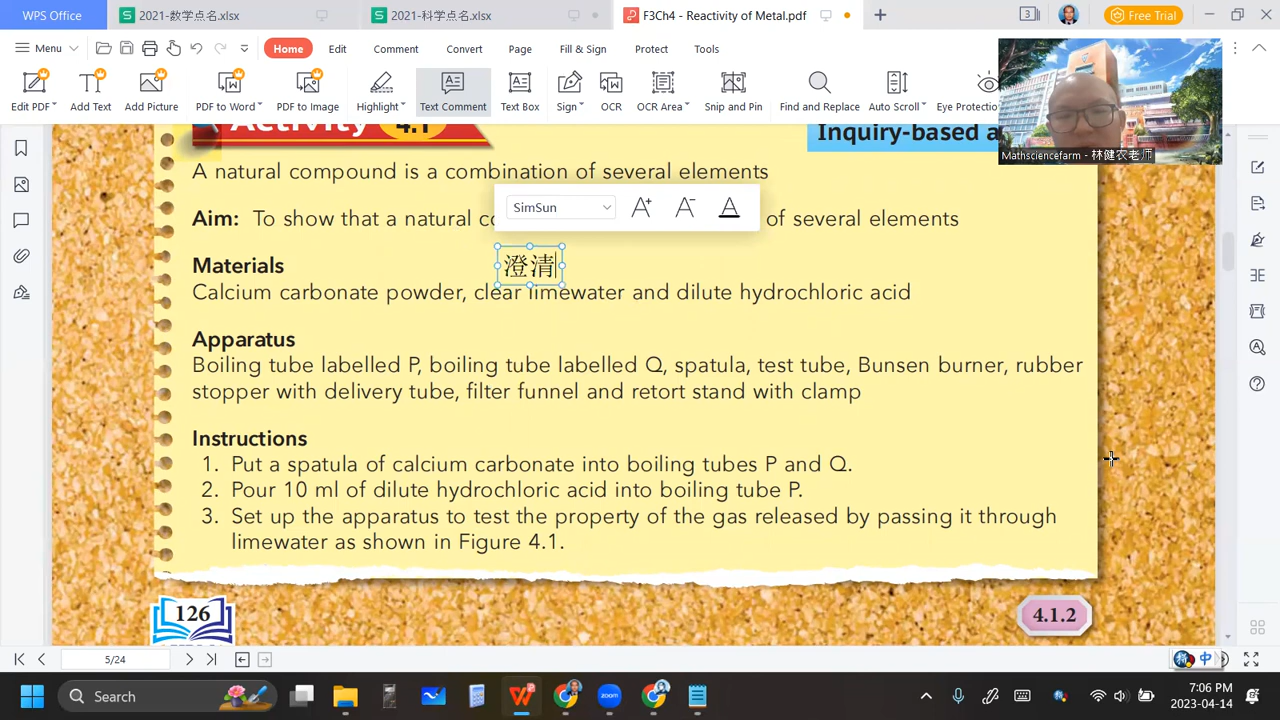 WPS Office
2021-数学点名.xlsx
2021-科学点名.xlsx
F3Ch4 - Reactivity of Metal.pdf
3
Free Trial
Menu
Home
Edit
Comment
Convert
Page
Fill & Sign
Protect
Tools
Edit PDF
Add Text
Add Picture
PDF to Word
PDF to Image
Highlight
Text Comment
Text Box
Sign
OCR
OCR Area
Snip and Pin
Find and Replace
Auto Scroll
Eye Protectio
Mathsciencefarm - 林健农老师
Activity 4.1
Inquiry-based a
A natural compound is a combination of several elements
SimSun
A+
A-
A
Aim: To show that a natural co of several elements
Materials
澄清
Calcium carbonate powder, clear limewater and dilute hydrochloric acid
Apparatus
Boiling tube labelled P, boiling tube labelled Q, spatula, test tube, Bunsen burner, rubber
stopper with delivery tube, filter funnel and retort stand with clamp
Instructions
1. Put a spatula of calcium carbonate into boiling tubes P and Q.
2. Pour 10 ml of dilute hydrochloric acid into boiling tube P.
3. Set up the apparatus to test the property of the gas released by passing it through
limewater as shown in Figure 4.1.
126
4.1.2
5/24
中
Search
7:06 PM
2023-04-14